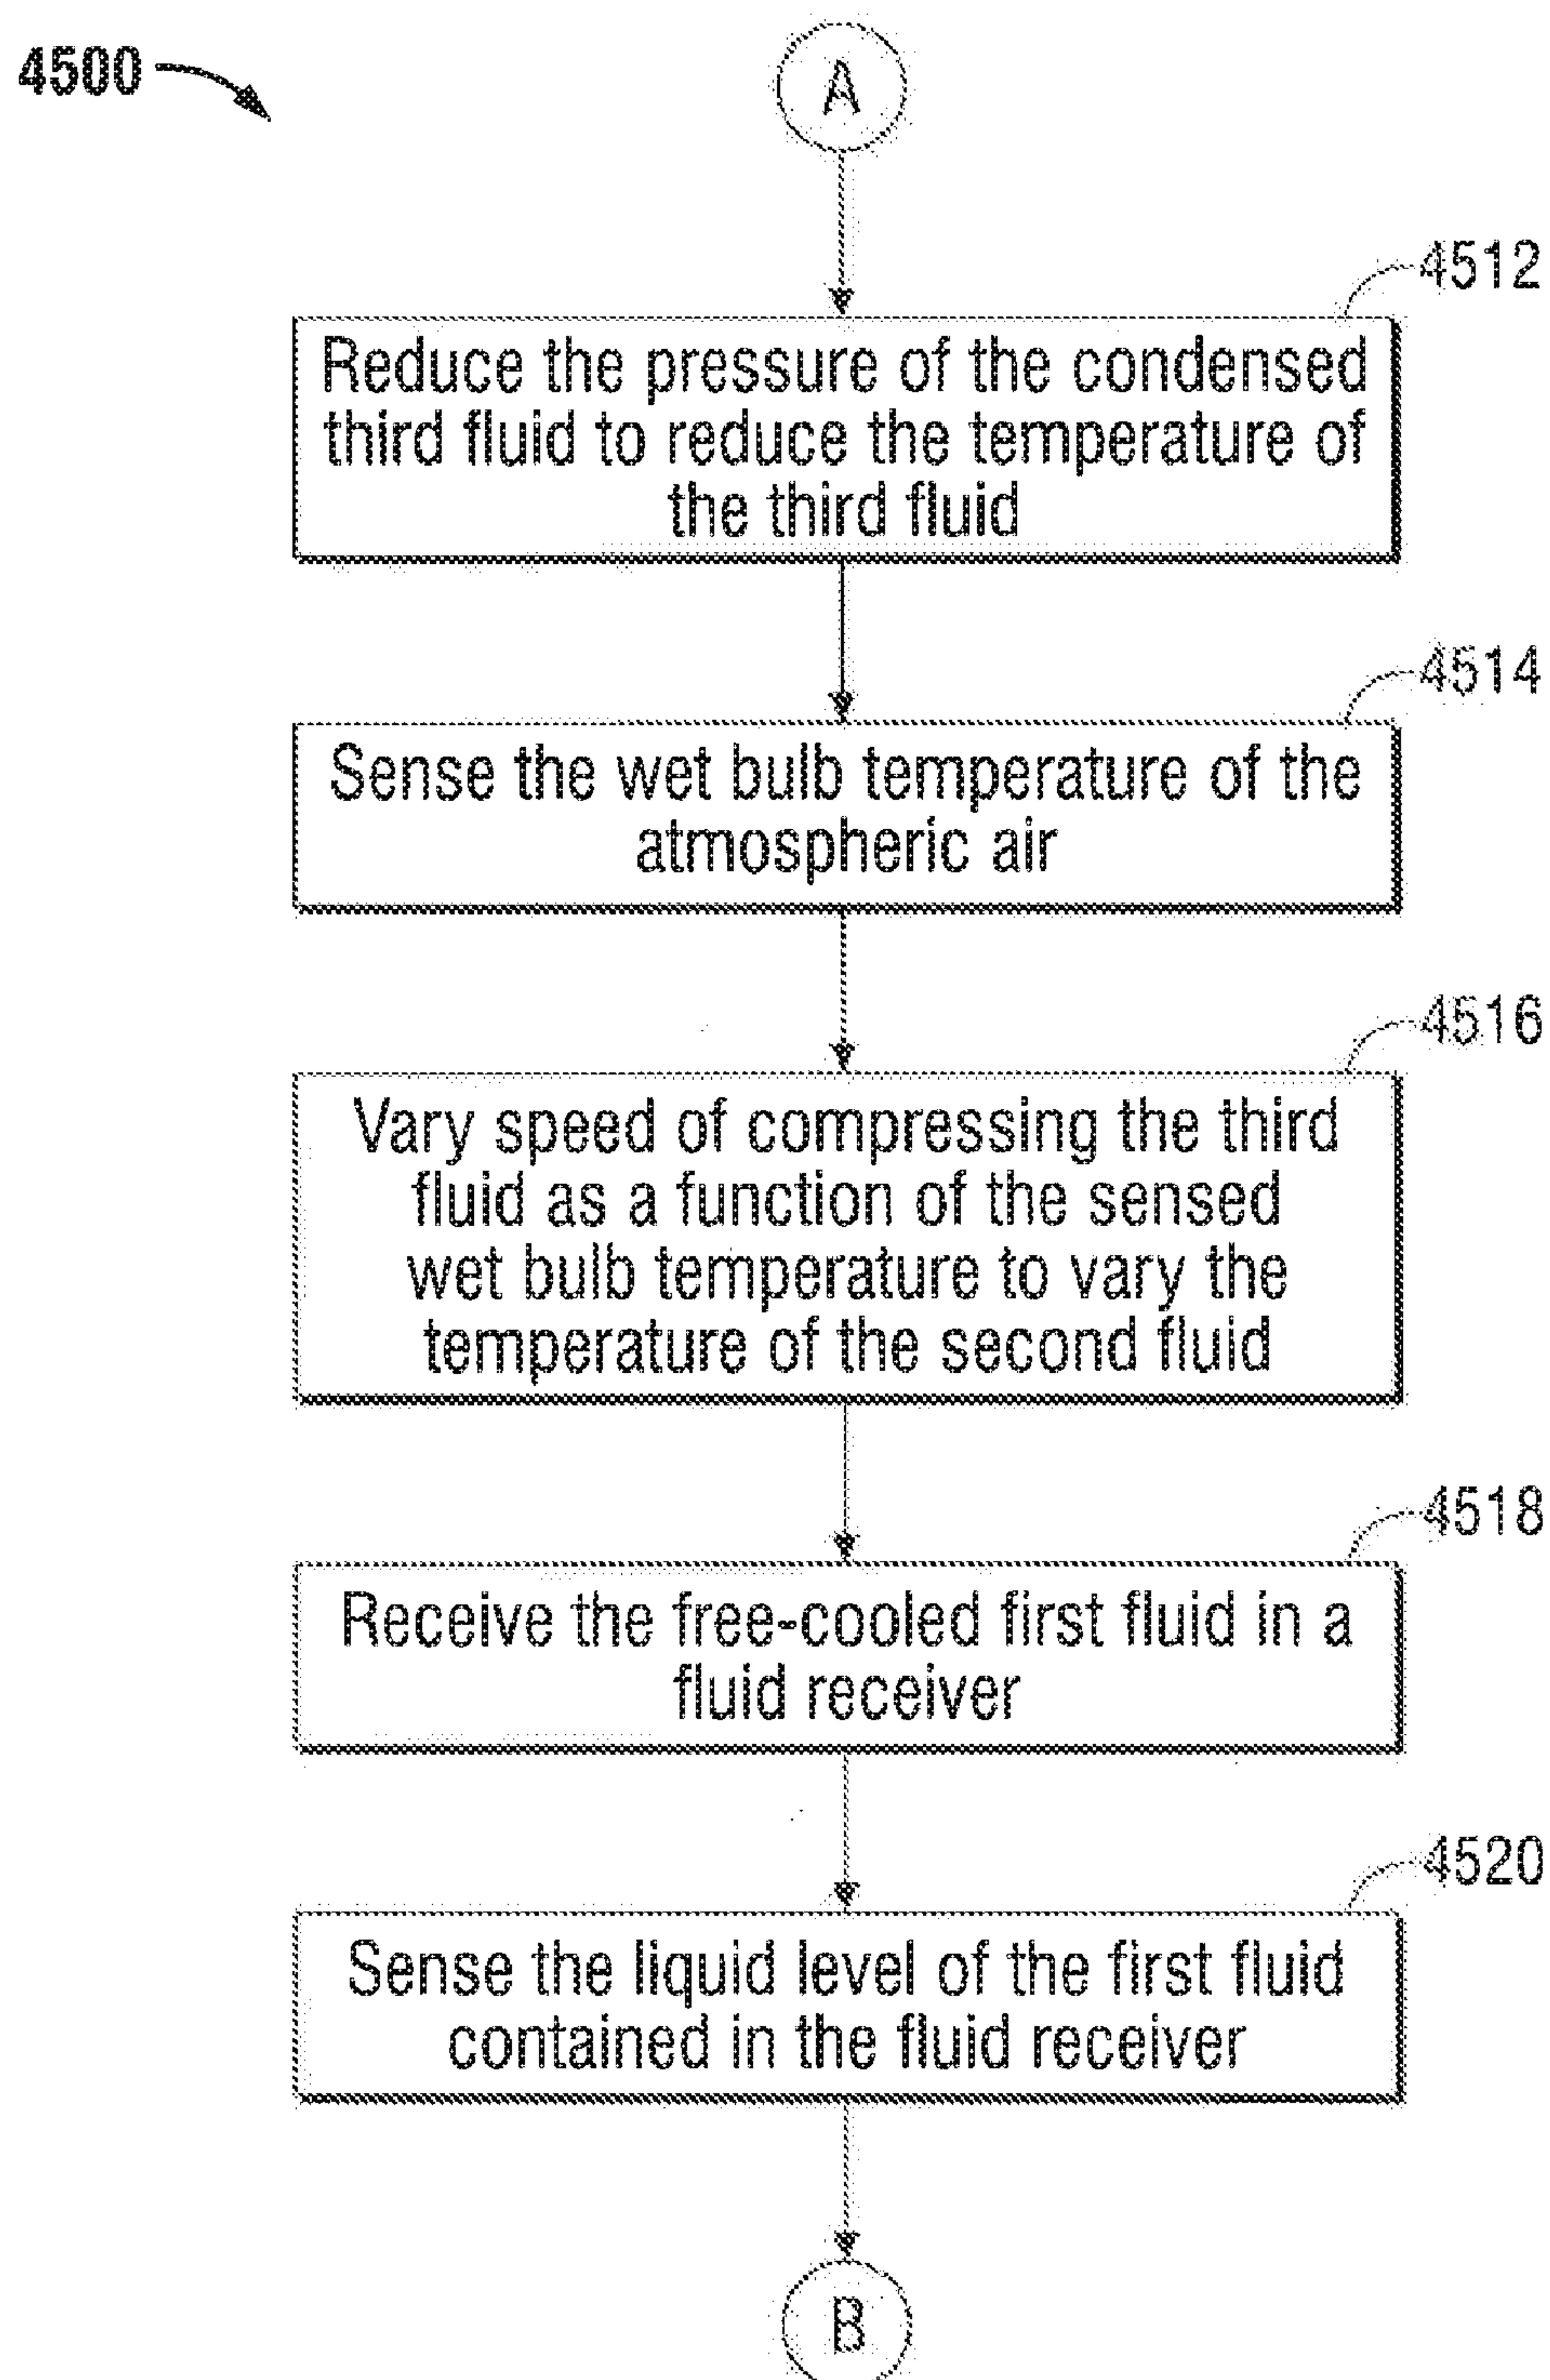 4500
A
4512
Reduce the pressure of the condensed
third fluid to reduce the temperature of
the third fluid
4514
Sense the wet bulb temperature of the
atmospheric air
4516
Vary speed of compressing the third
fluid as a function of the sensed
wet bulb temperature to vary the
temperature of the second fluid
4518
Receive the free-cooled first fluid in a
fluid receiver
4520
Sense the liquid level of the first fluid
contained in the fluid receiver
B